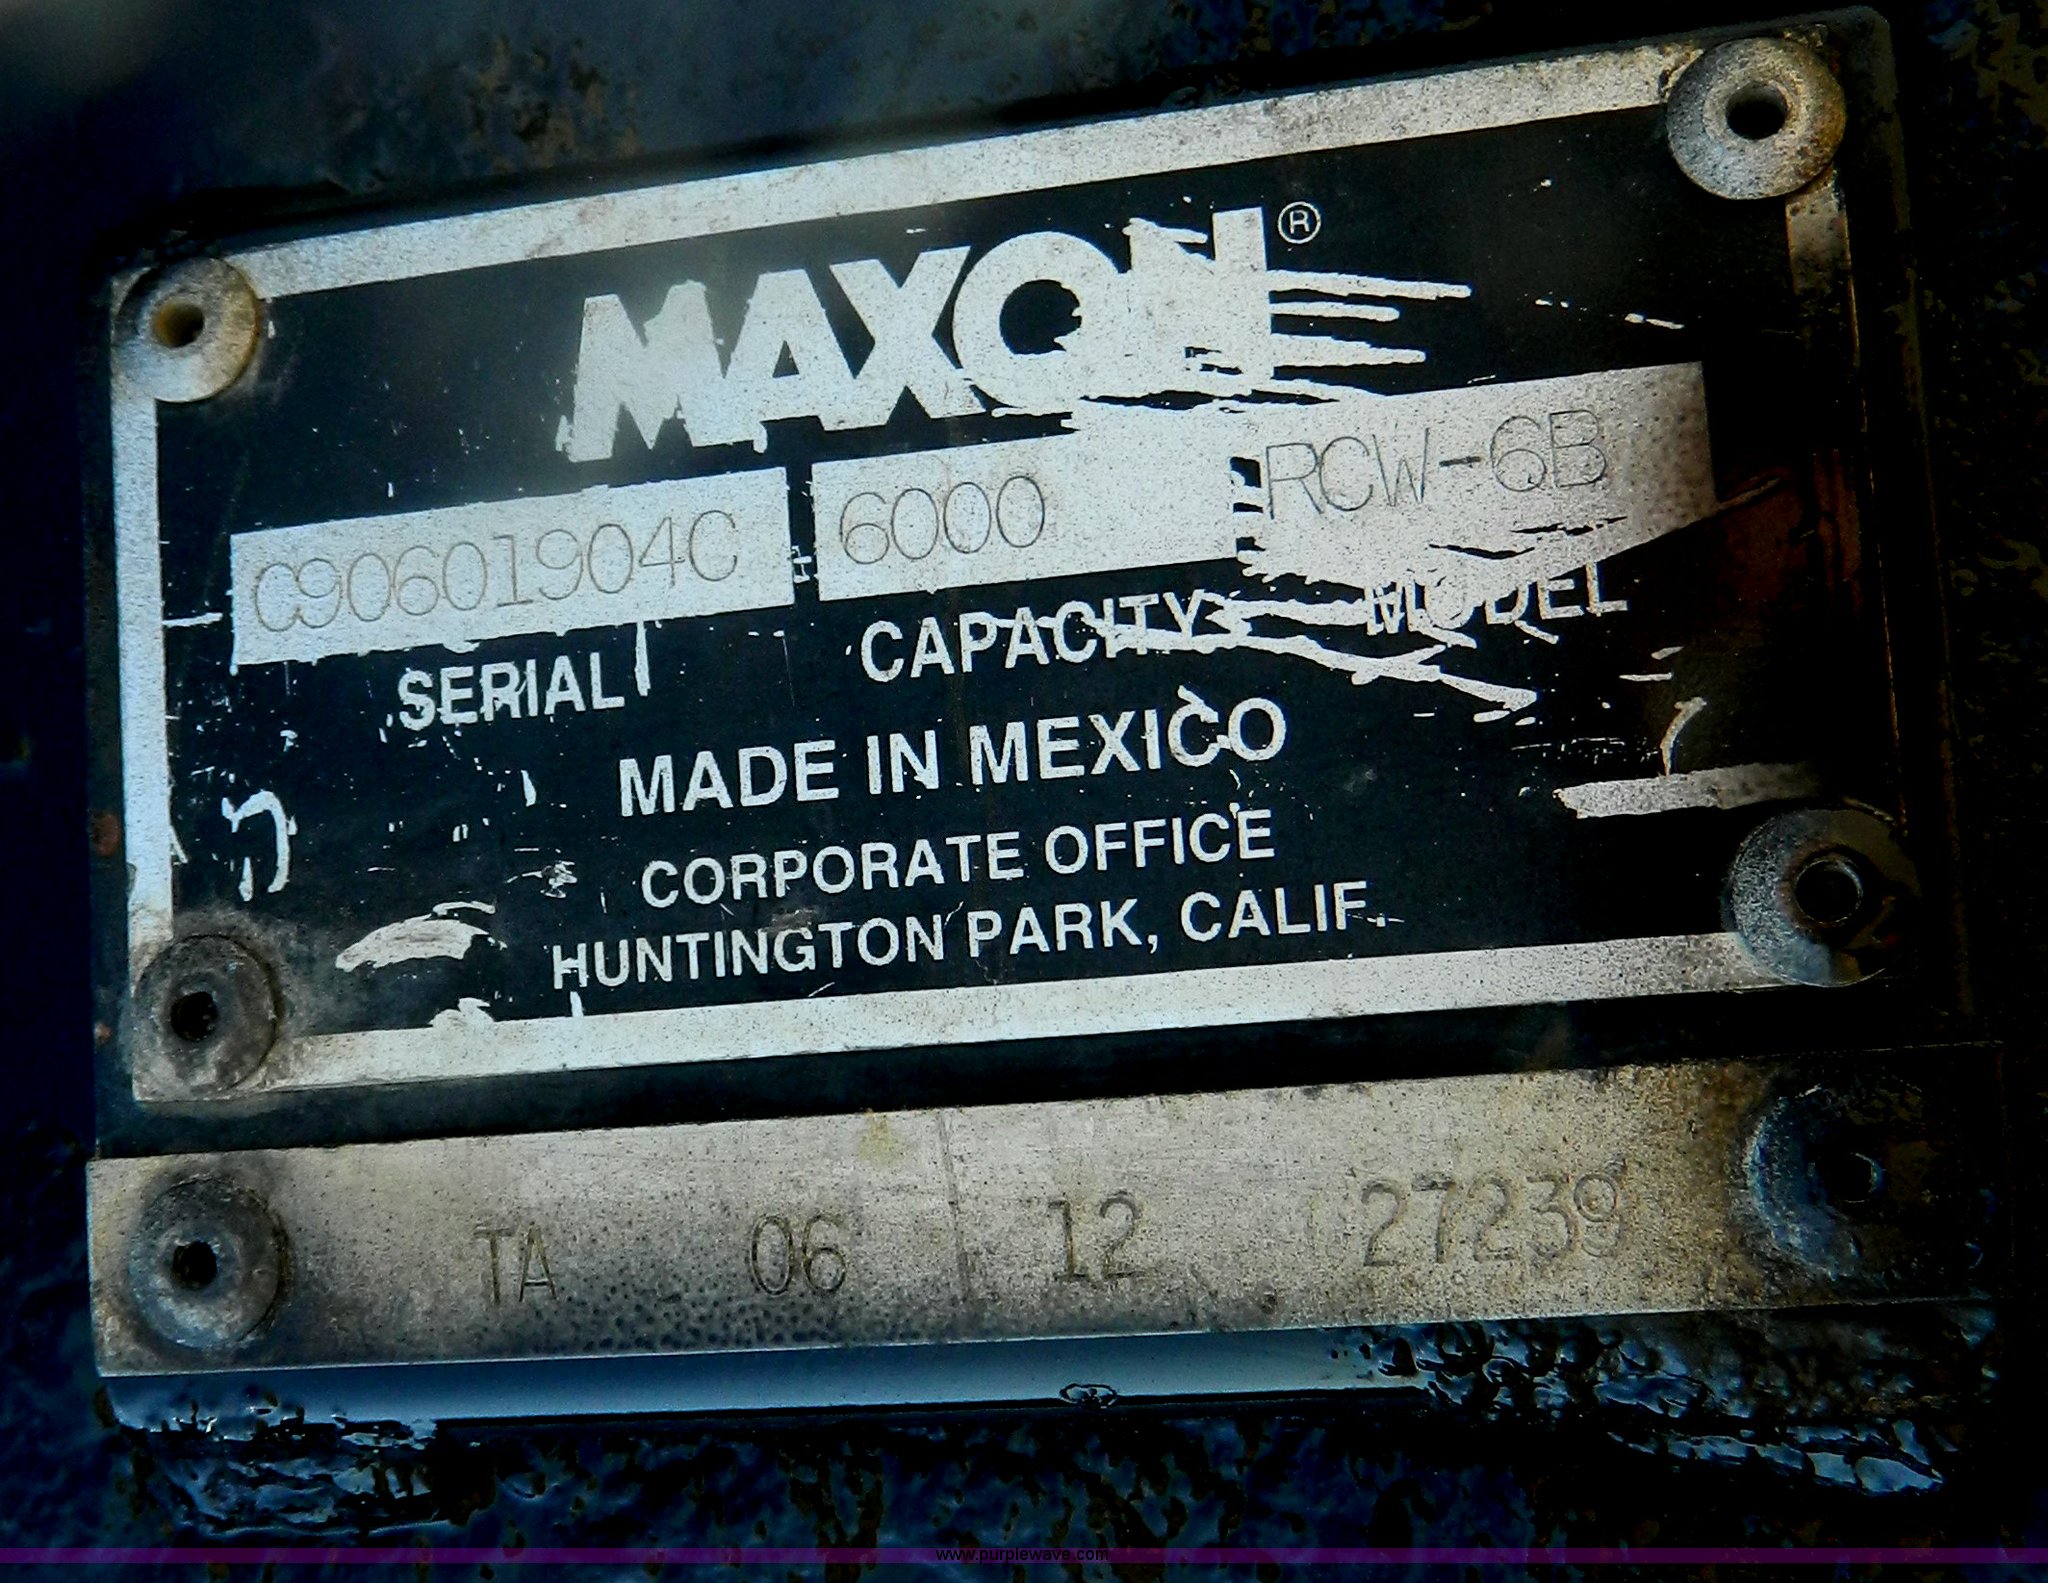 MAXON®
C90601904C 6000 RCW-6B
SERIAL CAPACITY MODEL
MADE IN MEXICO
CORPORATE OFFICE
HUNTINGTON PARK, CALIF.
TA 06 12 27239
www.purplewave.com